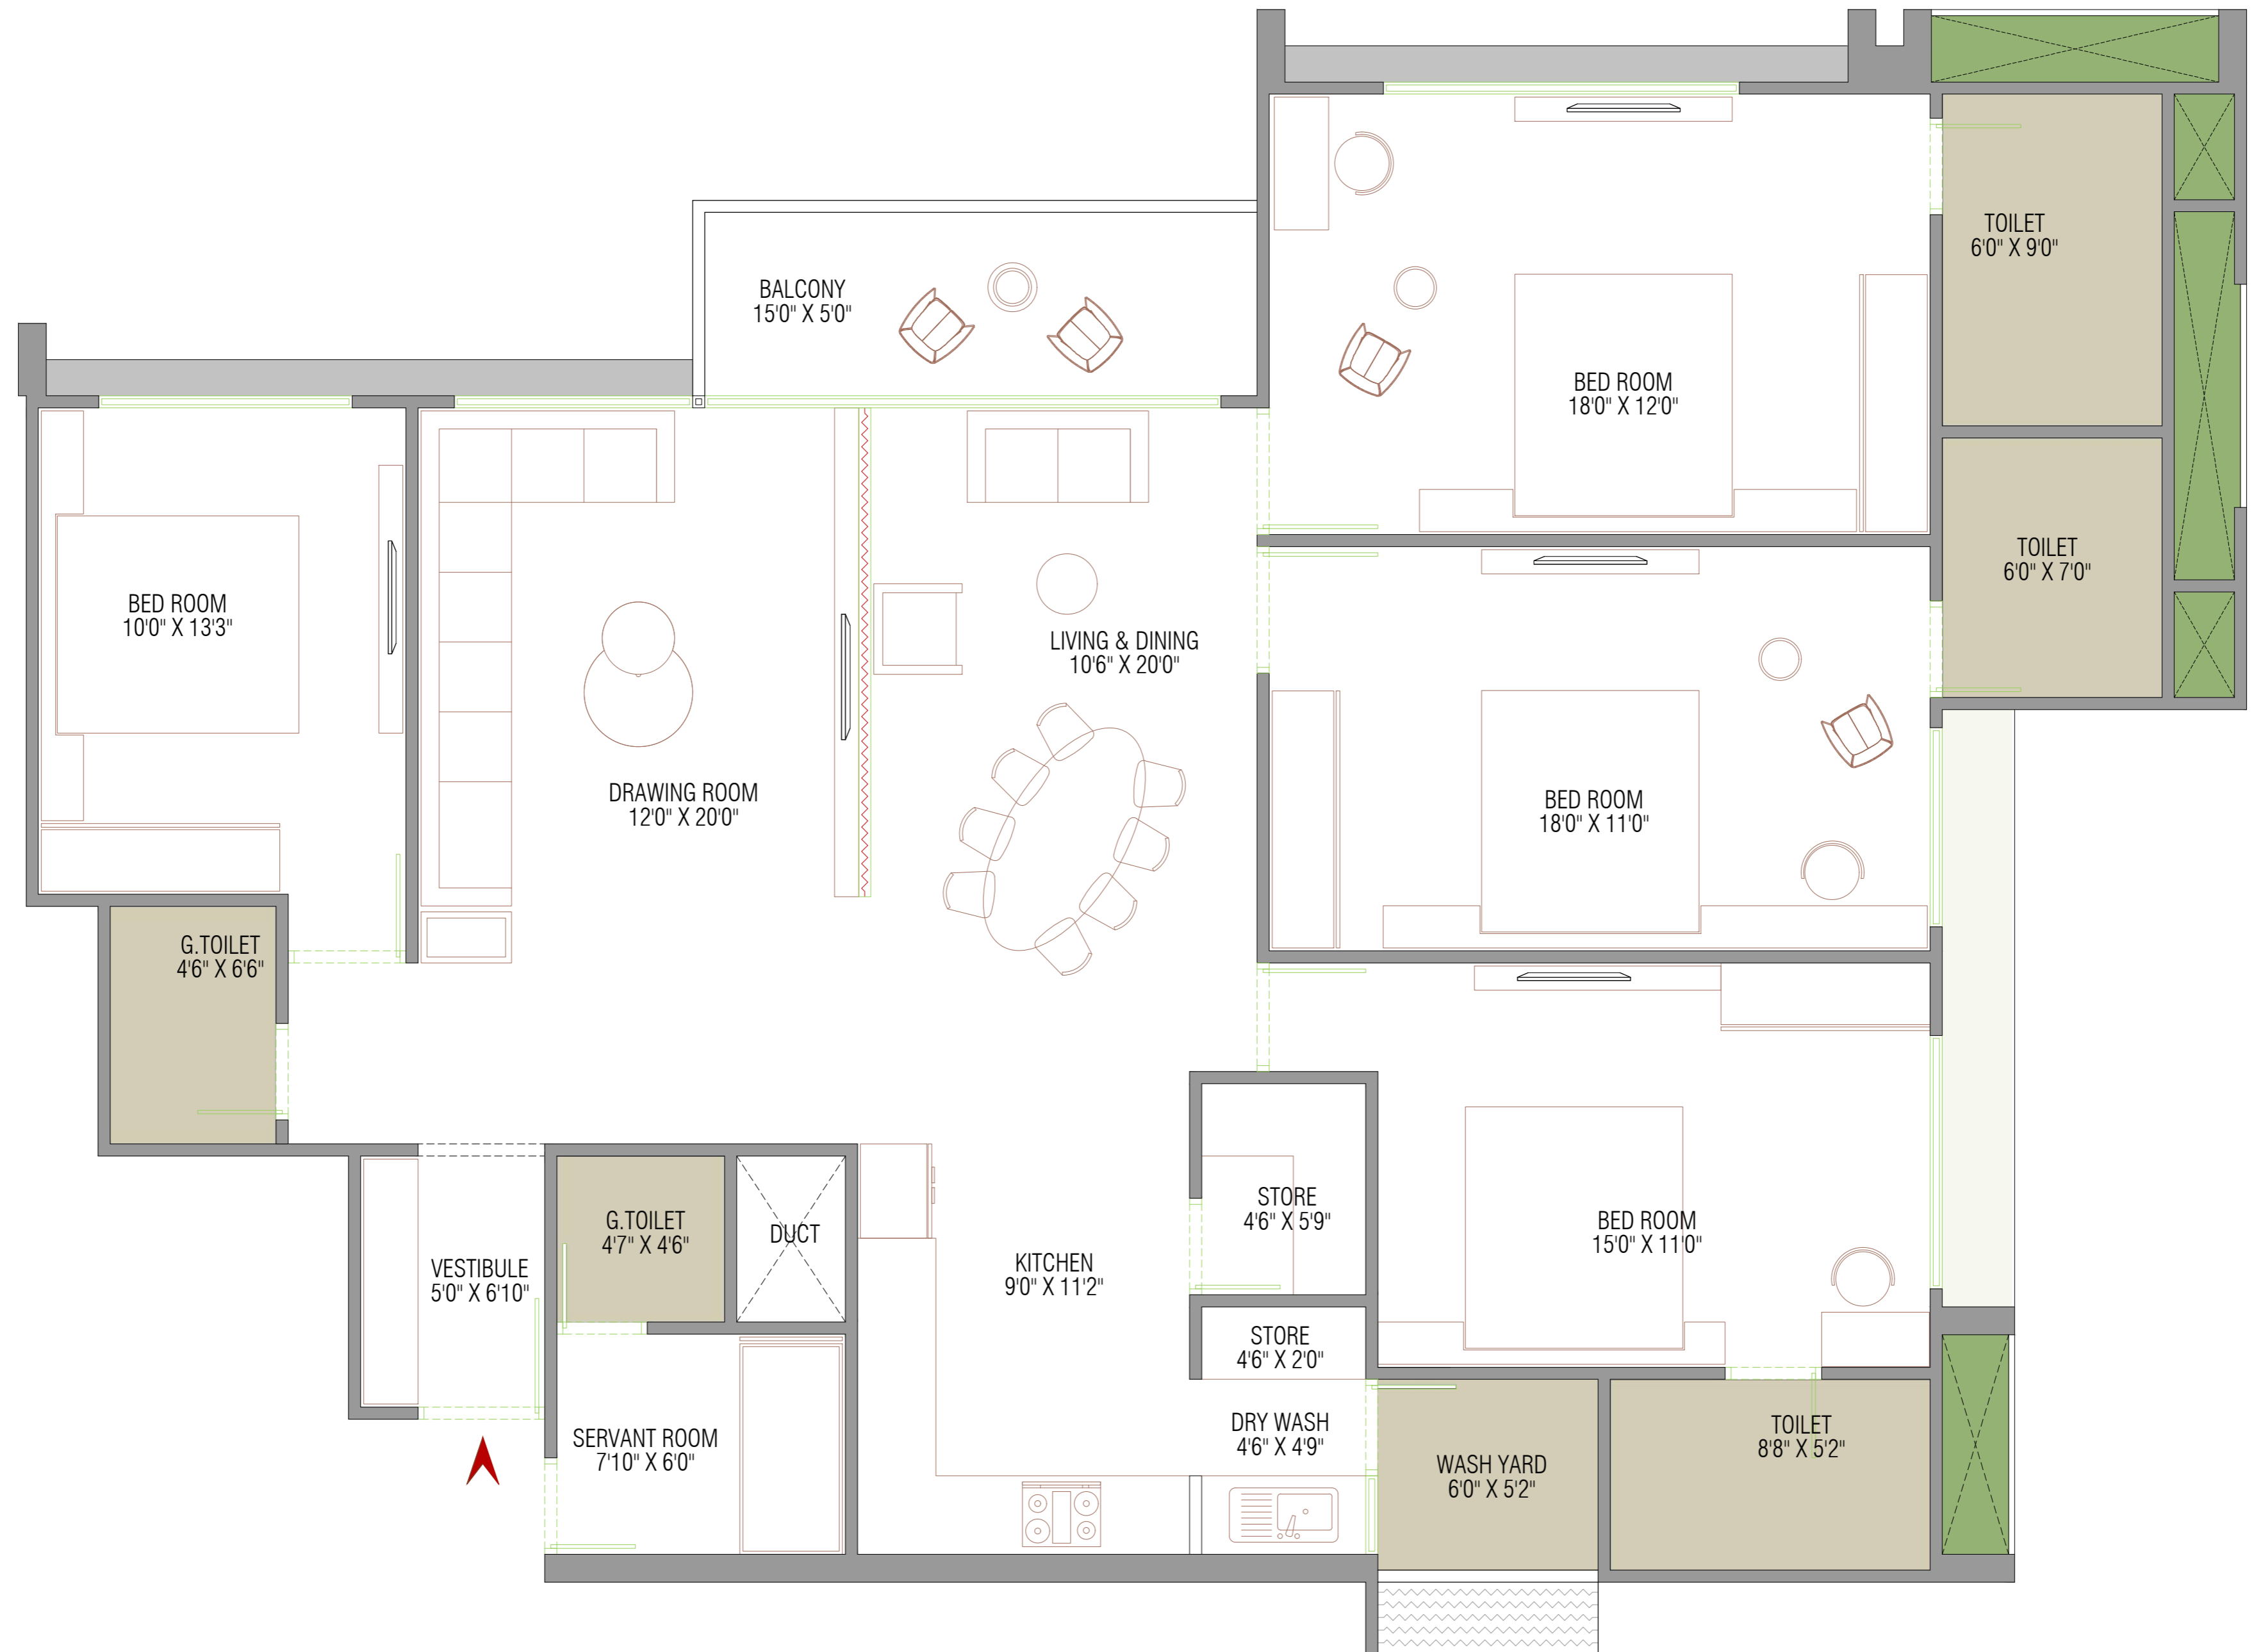 TOILET
6'0" X 9'0"
BALCONY
15'0" X 5'0"
BED ROOM
18'0" X 12'0"
TOILET
6'0" X 7'0"
BED ROOM
10'0" X 13'3"
LIVING & DINING
10'6" X 20'0"
DRAWING ROOM
12'0" X 20'0"
BED ROOM
18'0" X 11'0"
G.TOILET
4'6" X 6'6"
STORE
4'6" X 5'9"
G.TOILET
4'7" X 4'6"
DUCT
BED ROOM
15'0" X 11'0"
VESTIBULE
5'0" X 6'10"
KITCHEN
9'0" X 11'2"
STORE
4'6" X 2'0"
DRY WASH
4'6" X 4'9"
TOILET
8'8" X 5'2"
SERVANT ROOM
7'10" X 6'0"
WASH YARD
6'0" X 5'2"